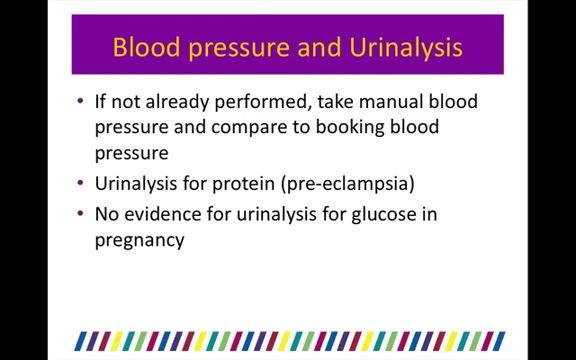 Blood pressure and Urinalysis
• If not already performed, take manual blood
pressure and compare to booking blood
pressure
• Urinalysis for protein (pre-eclampsia)
• No evidence for urinalysis for glucose in
pregnancy